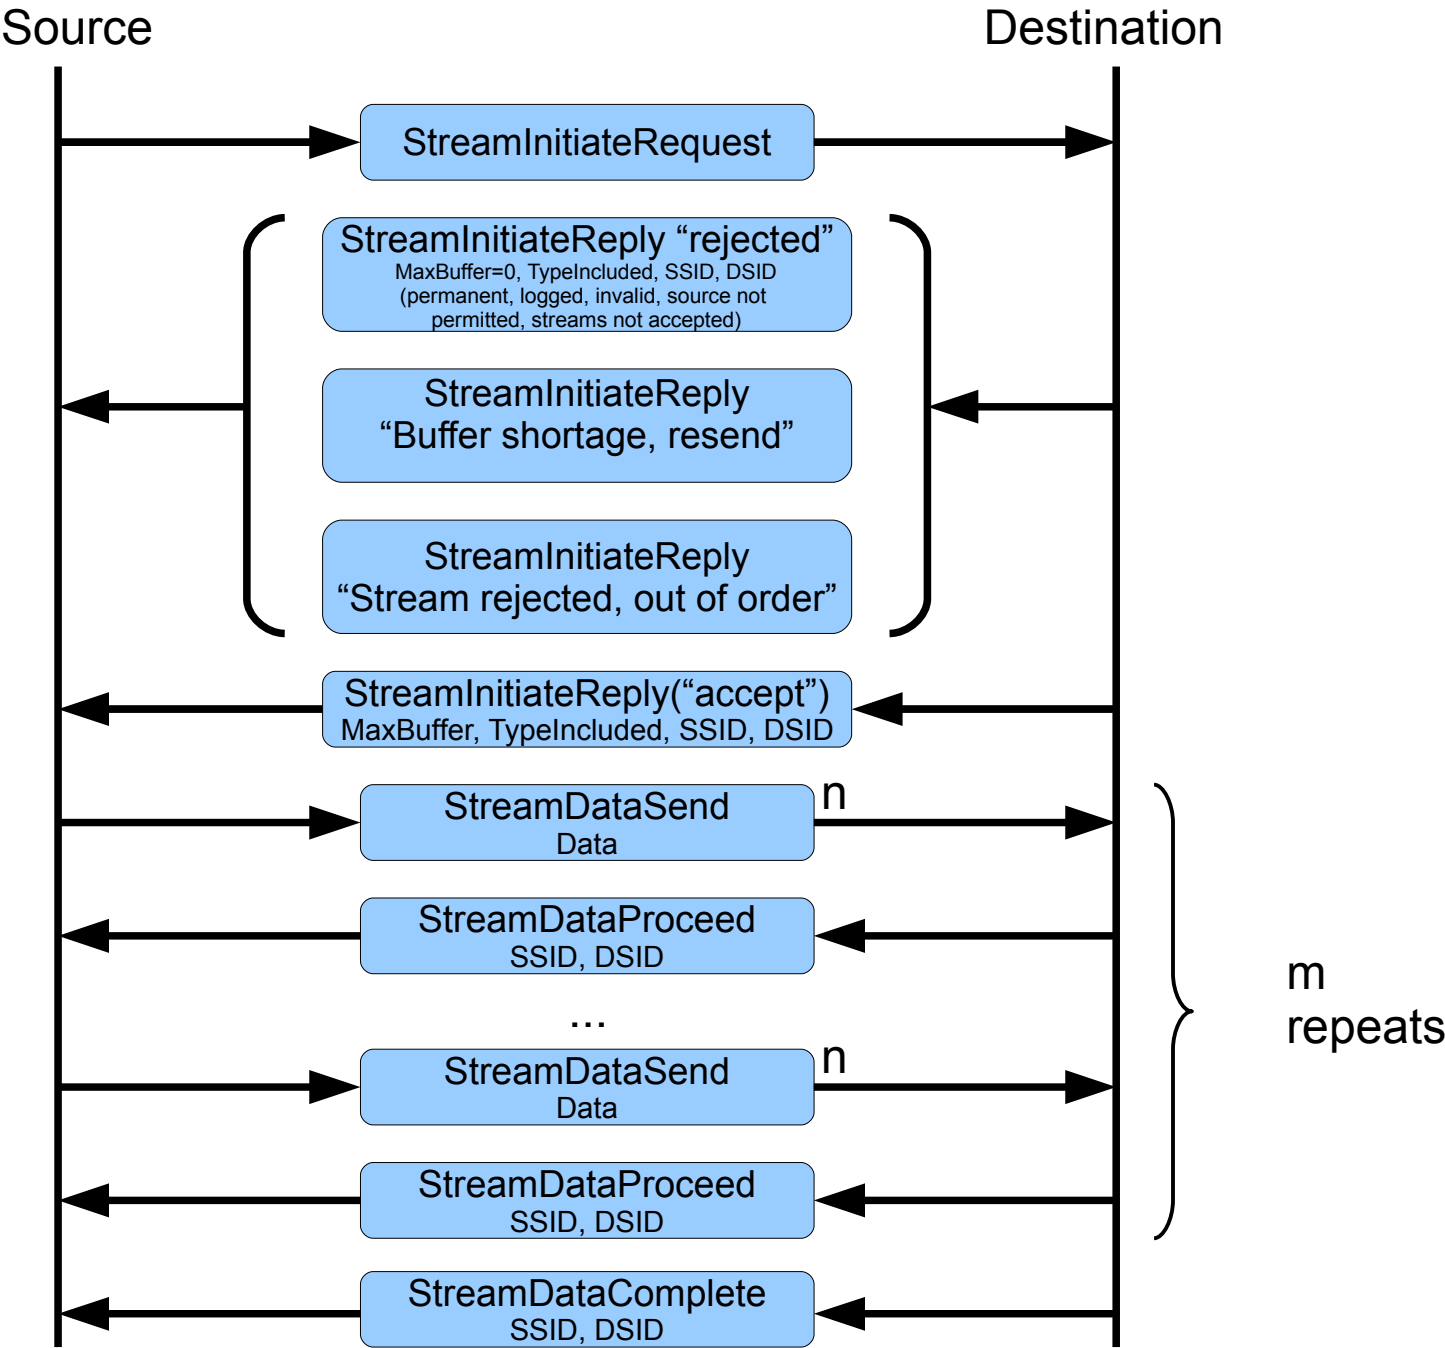 Source
Destination
StreamInitiateRequest
StreamInitiateReply “rejected”
MaxBuffer=0, TypeIncluded, SSID, DSID
(permanent, logged, invalid, source not
permitted, streams not accepted)
StreamInitiateReply
“Buffer shortage, resend”
StreamInitiateReply
“Stream rejected, out of order”
StreamInitiateReply(“accept”)
MaxBuffer, TypeIncluded, SSID, DSID
StreamDataSend
Data
n
StreamDataProceed
SSID, DSID
...
m
repeats
StreamDataSend
Data
n
StreamDataProceed
SSID, DSID
StreamDataComplete
SSID, DSID